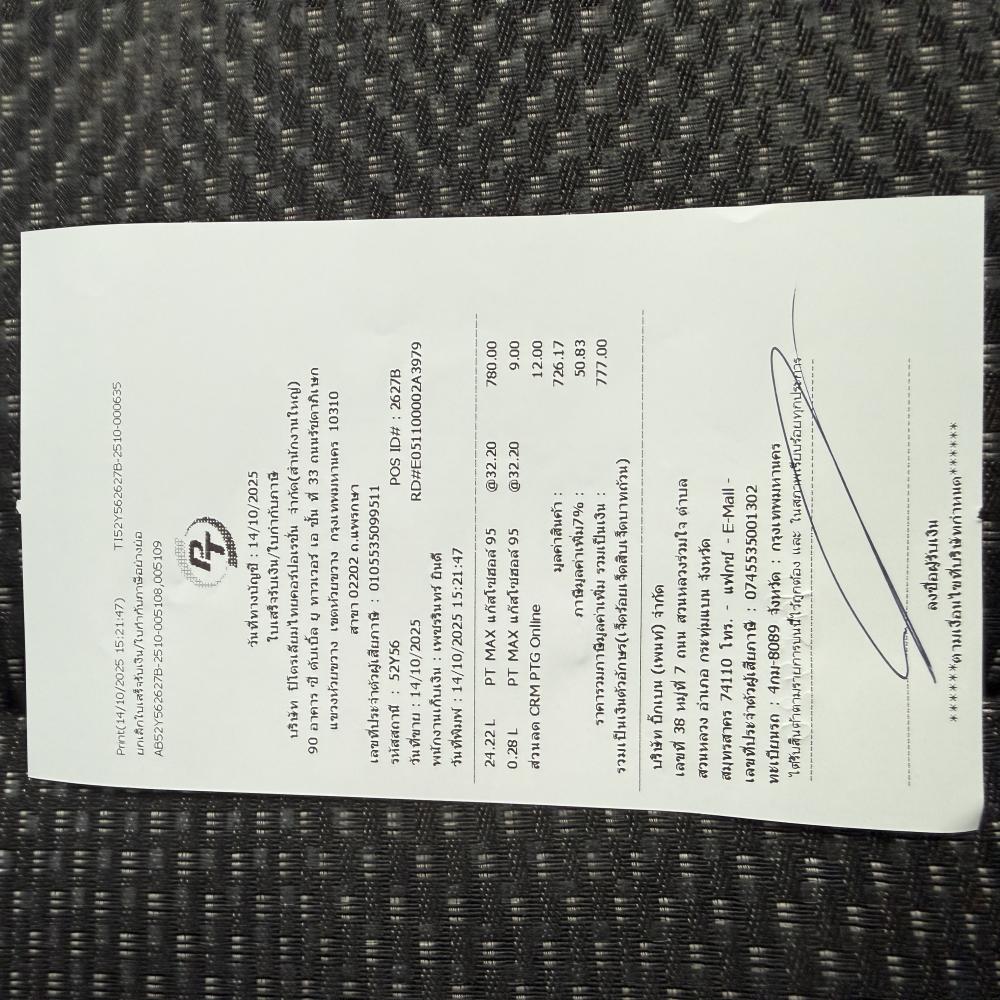 Print(14/10/2025 15:21:47) TI52Y562627B-2510-000635
ยกเลิกใบเสร็จรับเงิน/ใบกำกับภาษีอย่างย่อ
AB52Y562627B-2510-005108,005109
PT
วันที่ทางบัญชี : 14/10/2025
ใบเสร็จรับเงิน/ใบกำกับภาษี
บริษัท ปิโตรเลียมไทยคอร์ปอเรชั่น จำกัด(สำนักงานใหญ่)
90 อาคาร ซี ดับเบิ้ล ยู ทาวเวอร์ เอ ชั้น ที่ 33 ถนนรัชดาภิเษก
แขวงห้วยขวาง เขตห้วยขวาง กรุงเทพมหานคร 10310
สาขา 02202 ถ.แพรกษา
เลขที่ประจำตัวผู้เสียภาษี : 0105535099511
รหัสสถานี : 52Y56 POS ID# : 2627B
วันที่ขาย : 14/10/2025 RD#E051100002A3979
พนักงานเก็บเงิน : เพชรรินทร์ ยินดี
วันที่พิมพ์ : 14/10/2025 15:21:47
24.22 L PT MAX แก๊สโซฮอล์ 95 @32.20 780.00
0.28 L PT MAX แก๊สโซฮอล์ 95 @32.20 9.00
ส่วนลด CRM PTG Onlline 12.00
มูลค่าสินค้า : 726.17
ภาษีมูลค่าเพิ่ม7% : 50.83
ราคารวมภาษีมูลค่าเพิ่ม รวมเป็นเงิน : 777.00
รวมเป็นเงินตัวอักษร(เจ็ดร้อยเจ็ดสิบเจ็ดบาทถ้วน)
บริษัท บิ๊กเบน (เพนท์) จำกัด
เลขที่ 38 หมู่ที่ 7 ถนน สวนหลวงร่วมใจ ตำบล
สวนหลวง อำเภอ กระทุ่มแบน จังหวัด
สมุทรสาคร 74110 โทร. - แฟกซ์ - E-Mail -
เลขที่ประจำตัวผู้เสียภาษี : 0745535001302
ทะเบียนรถ : 4กม-8089 จังหวัด : กรุงเทพมหานคร
ได้รับสินค้าตามรายการบนนี้ไว้ถูกต้อง และ ในสภาพเรียบร้อยทุกประการ
ลงชื่อผู้รับเงิน
******ตามเงื่อนไขที่บริษัทกำหนด******